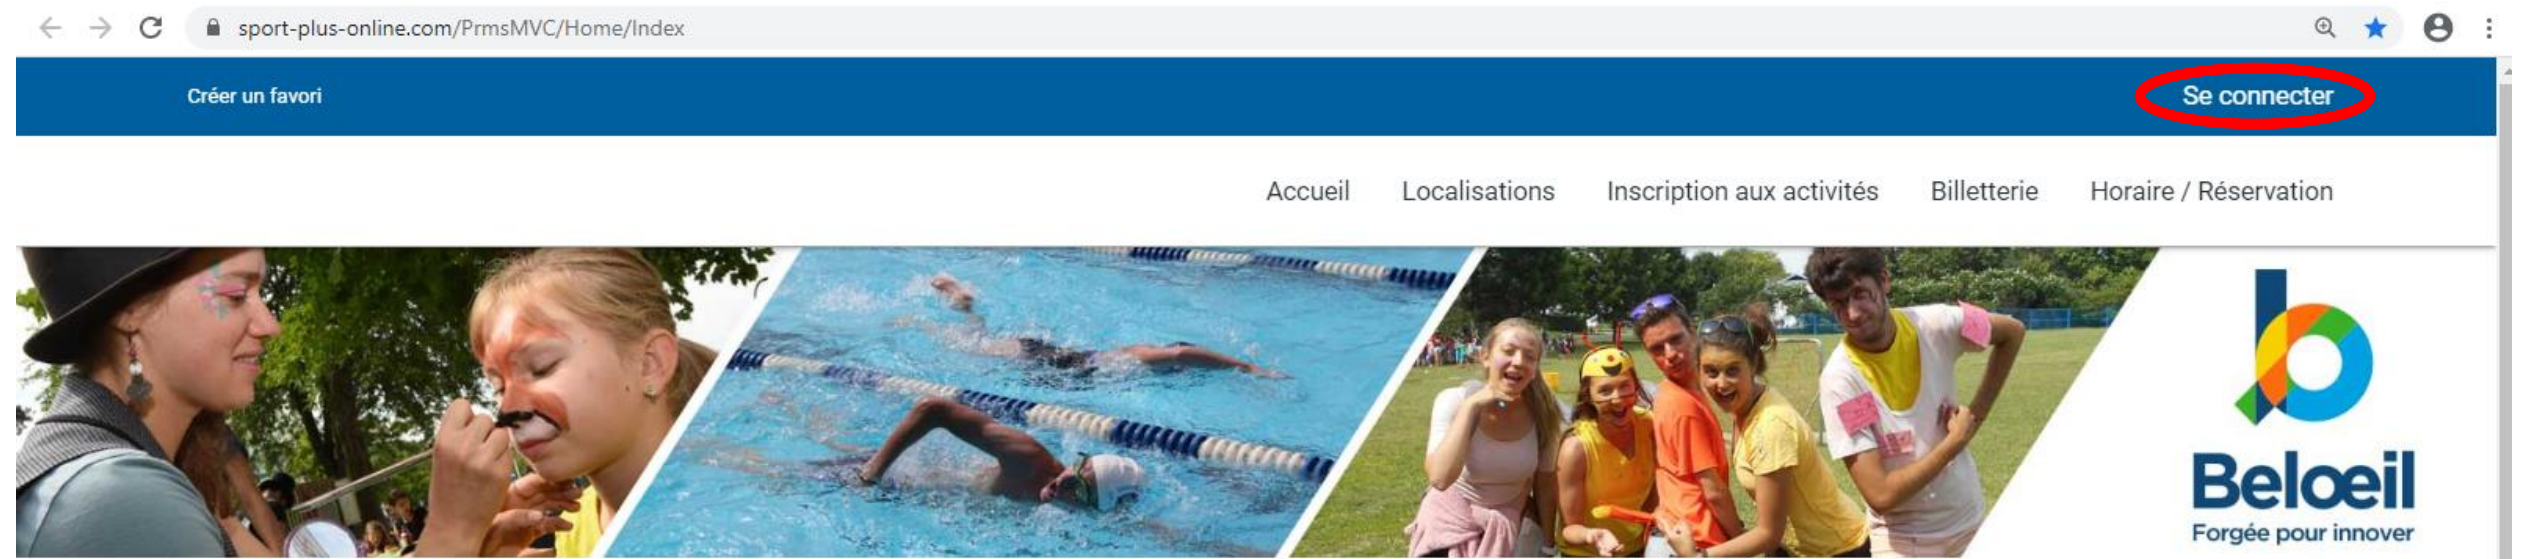 sport-plus-online.com/PrmsMVC/Home/Index
Créer un favori
Se connecter
Accueil Localisations Inscription aux activités Billetterie Horaire / Réservation
Belœil
Forgée pour innover